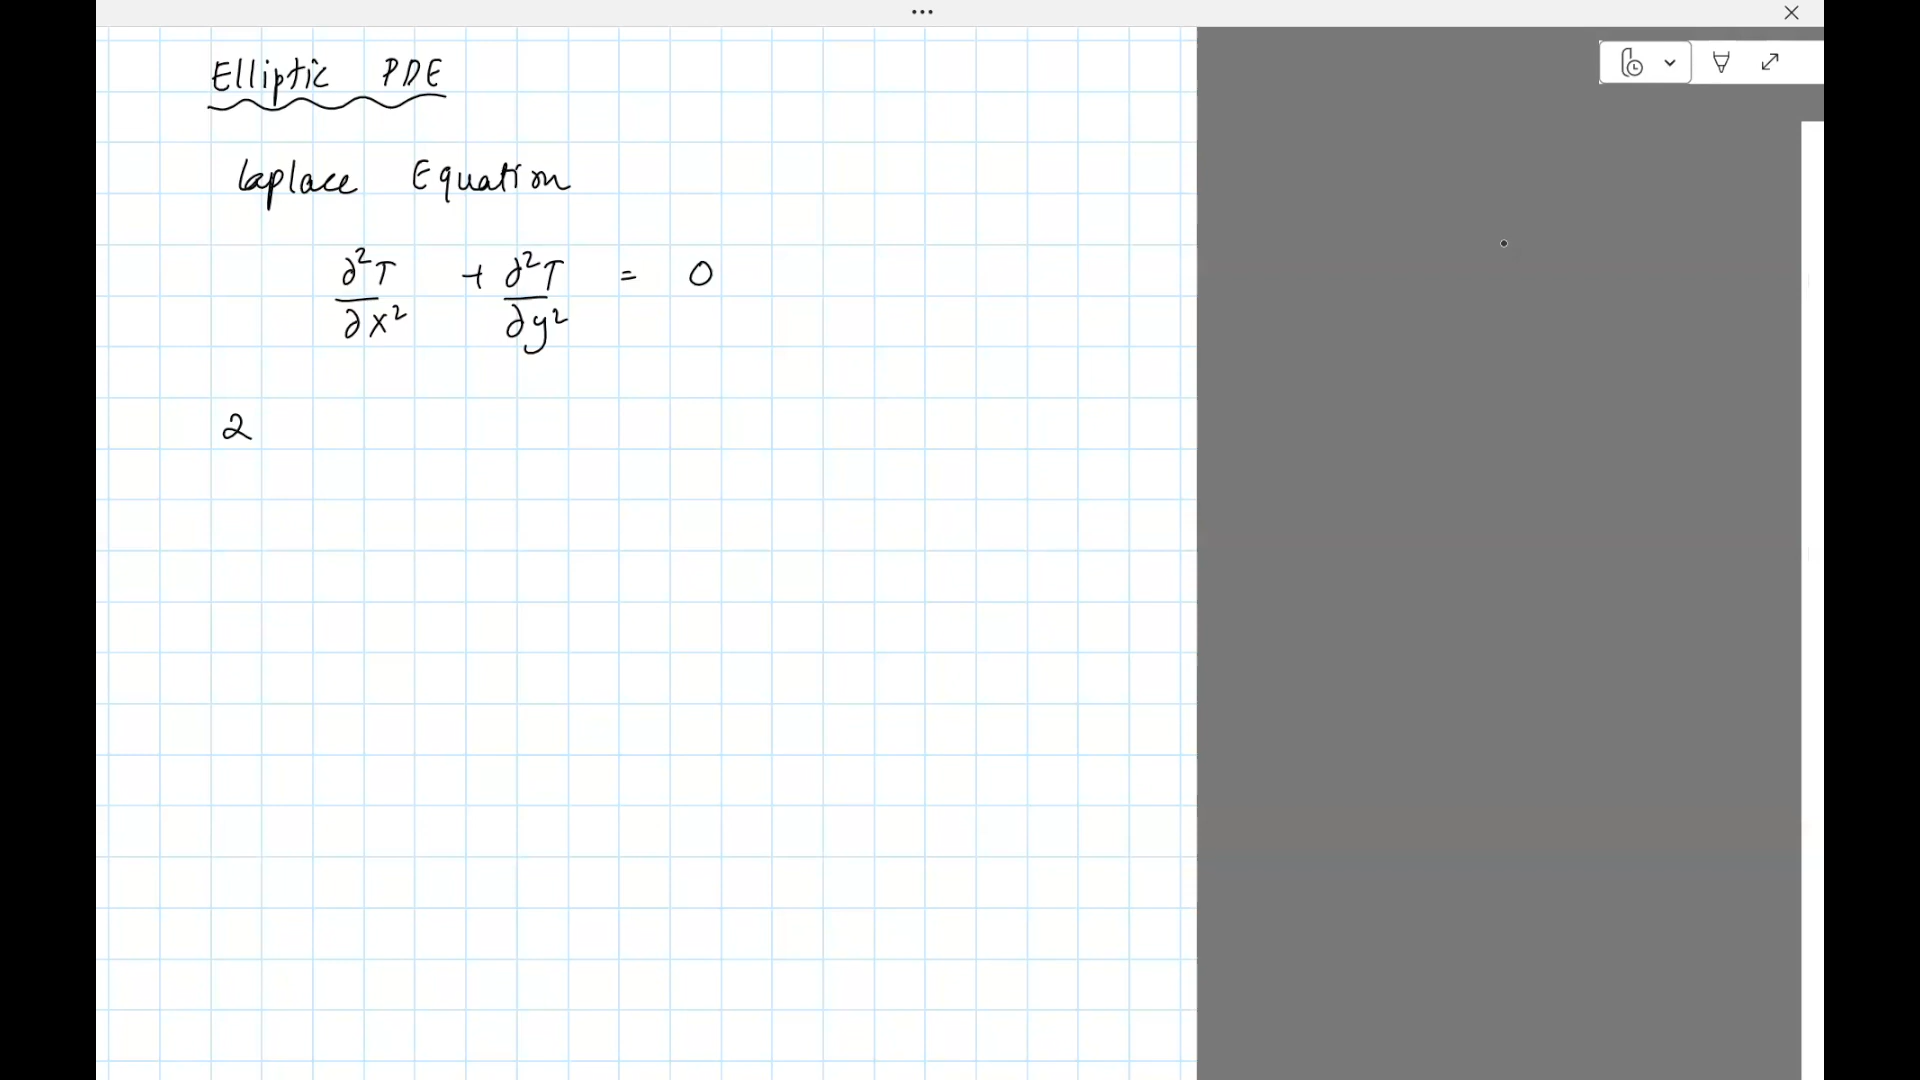 Elliptic PDE
Laplace Equation
∂²T/∂x² + ∂²T/∂y² = 0
2